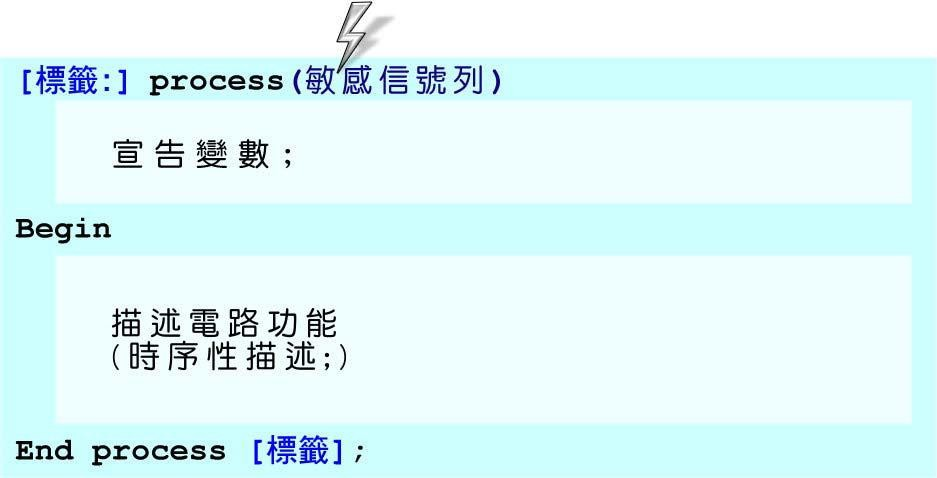 [標籤:] process(敏感信號列)
宣告變數;
Begin
描述電路功能
(時序性描述;)
End process [標籤];